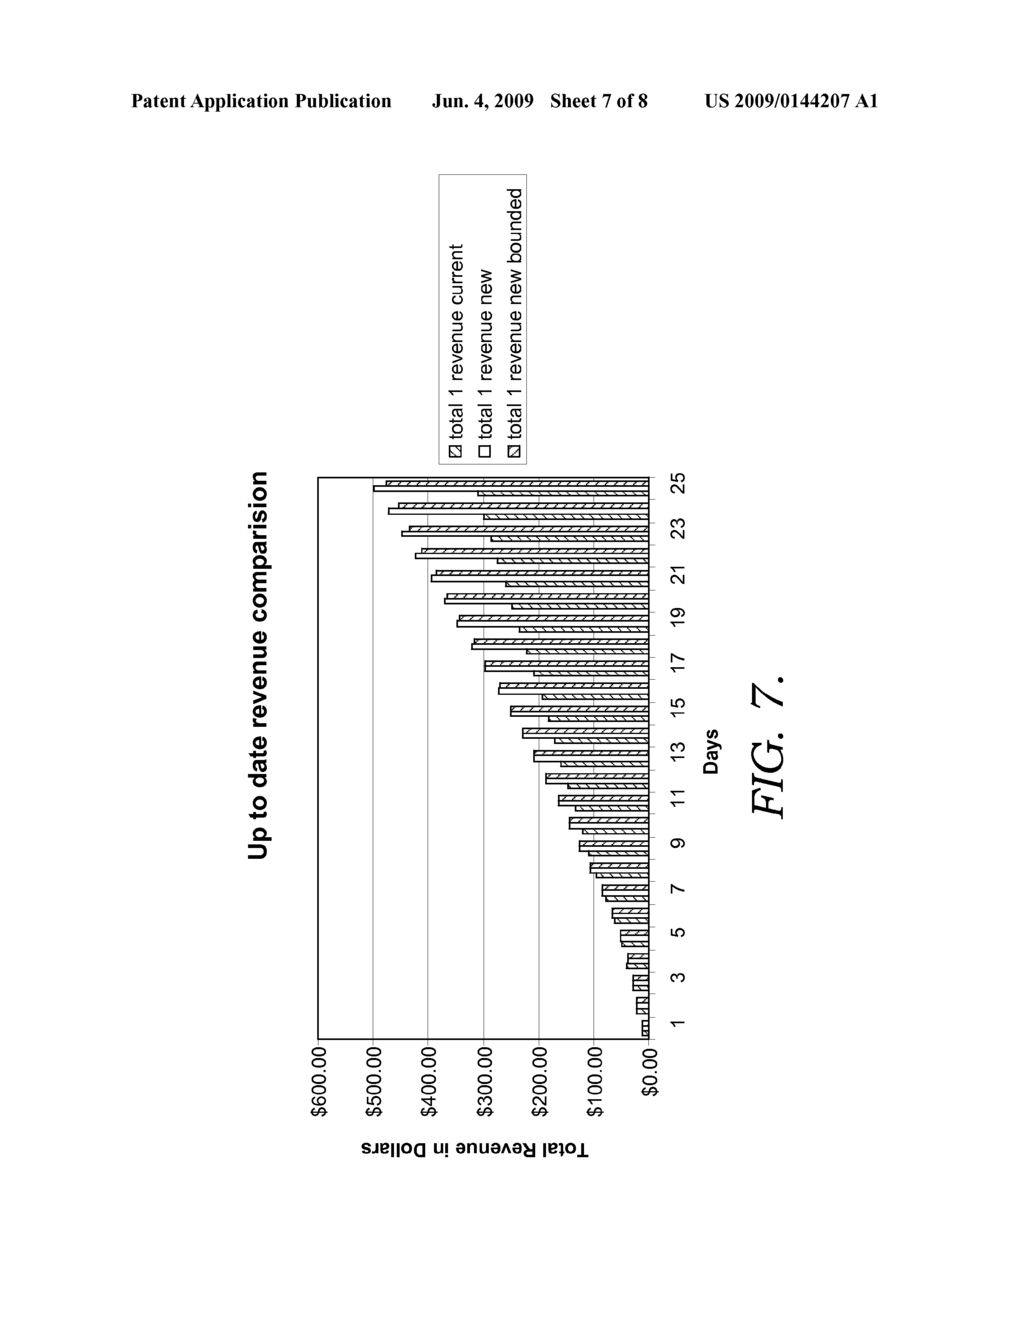 Patent Application Publication Jun. 4, 2009 Sheet 7 of 8 US 2009/0144207 A1
Up to date revenue comparision
Total Revenue in Dollars
$600.00
$500.00
$400.00
$300.00
$200.00
$100.00
$0.00
1 3 5 7 9 11 13 15 17 19 21 23 25
Days
total 1 revenue current
total 1 revenue new
total 1 revenue new bounded
FIG. 7.